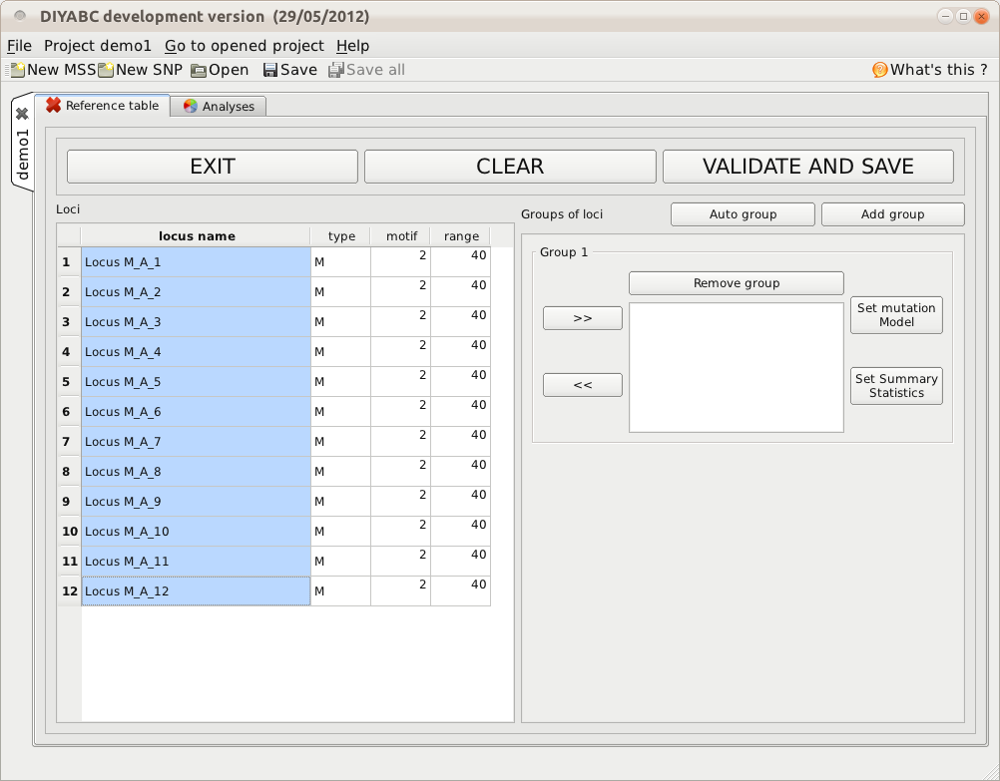 DIYABC development version (29/05/2012)
File Project demo1 Go to opened project Help
New MSS New SNP Open Save Save all What's this ?
demo1
Reference table Analyses
EXIT CLEAR VALIDATE AND SAVE
Loci
Groups of loci Auto group Add group
locus name type motif range
1 Locus M_A_1 M 2 40
2 Locus M_A_2 M 2 40
3 Locus M_A_3 M 2 40
4 Locus M_A_4 M 2 40
5 Locus M_A_5 M 2 40
6 Locus M_A_6 M 2 40
7 Locus M_A_7 M 2 40
8 Locus M_A_8 M 2 40
9 Locus M_A_9 M 2 40
10 Locus M_A_10 M 2 40
11 Locus M_A_11 M 2 40
12 Locus M_A_12 M 2 40
Group 1
Remove group
>>
<<
Set mutation
Model
Set Summary
Statistics